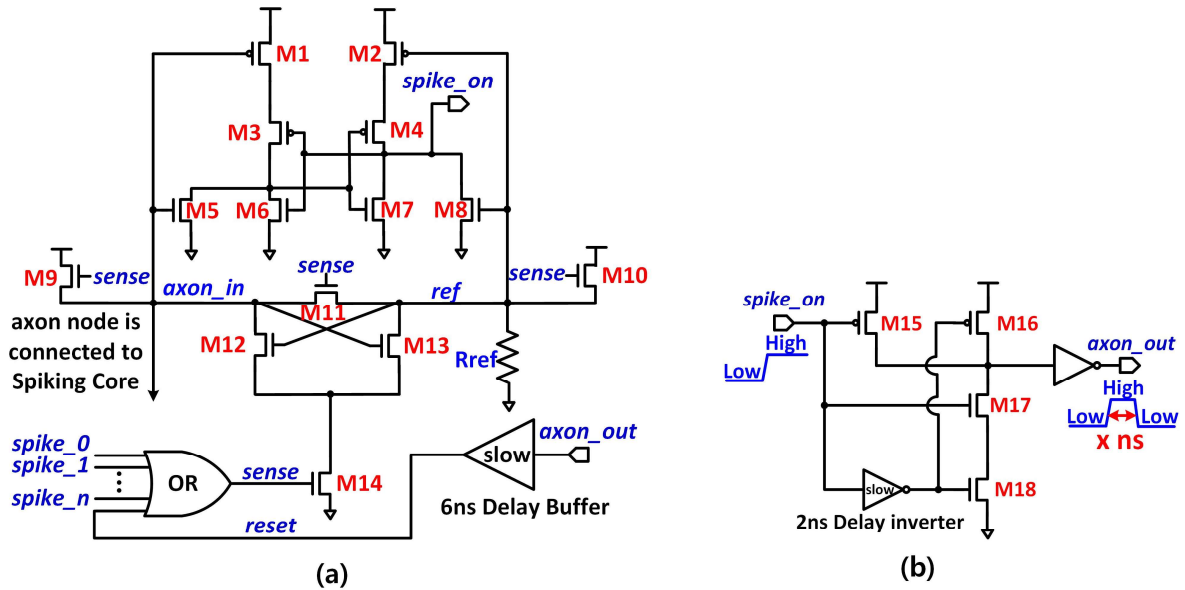 M1
M2
spike_on
M3
M4
M5
M6
M7
M8
M9
sense
sense
sense
M10
axon_in
ref
M11
axon node is
connected to
Spiking Core
M12
M13
Rref
spike_0
spike_1
spike_n
OR
sense
M14
slow
axon_out
6ns Delay Buffer
reset
(a)
spike_on
M15
M16
High
Low
axon_out
High
Low
Low
x ns
M17
slow
M18
2ns Delay inverter
(b)